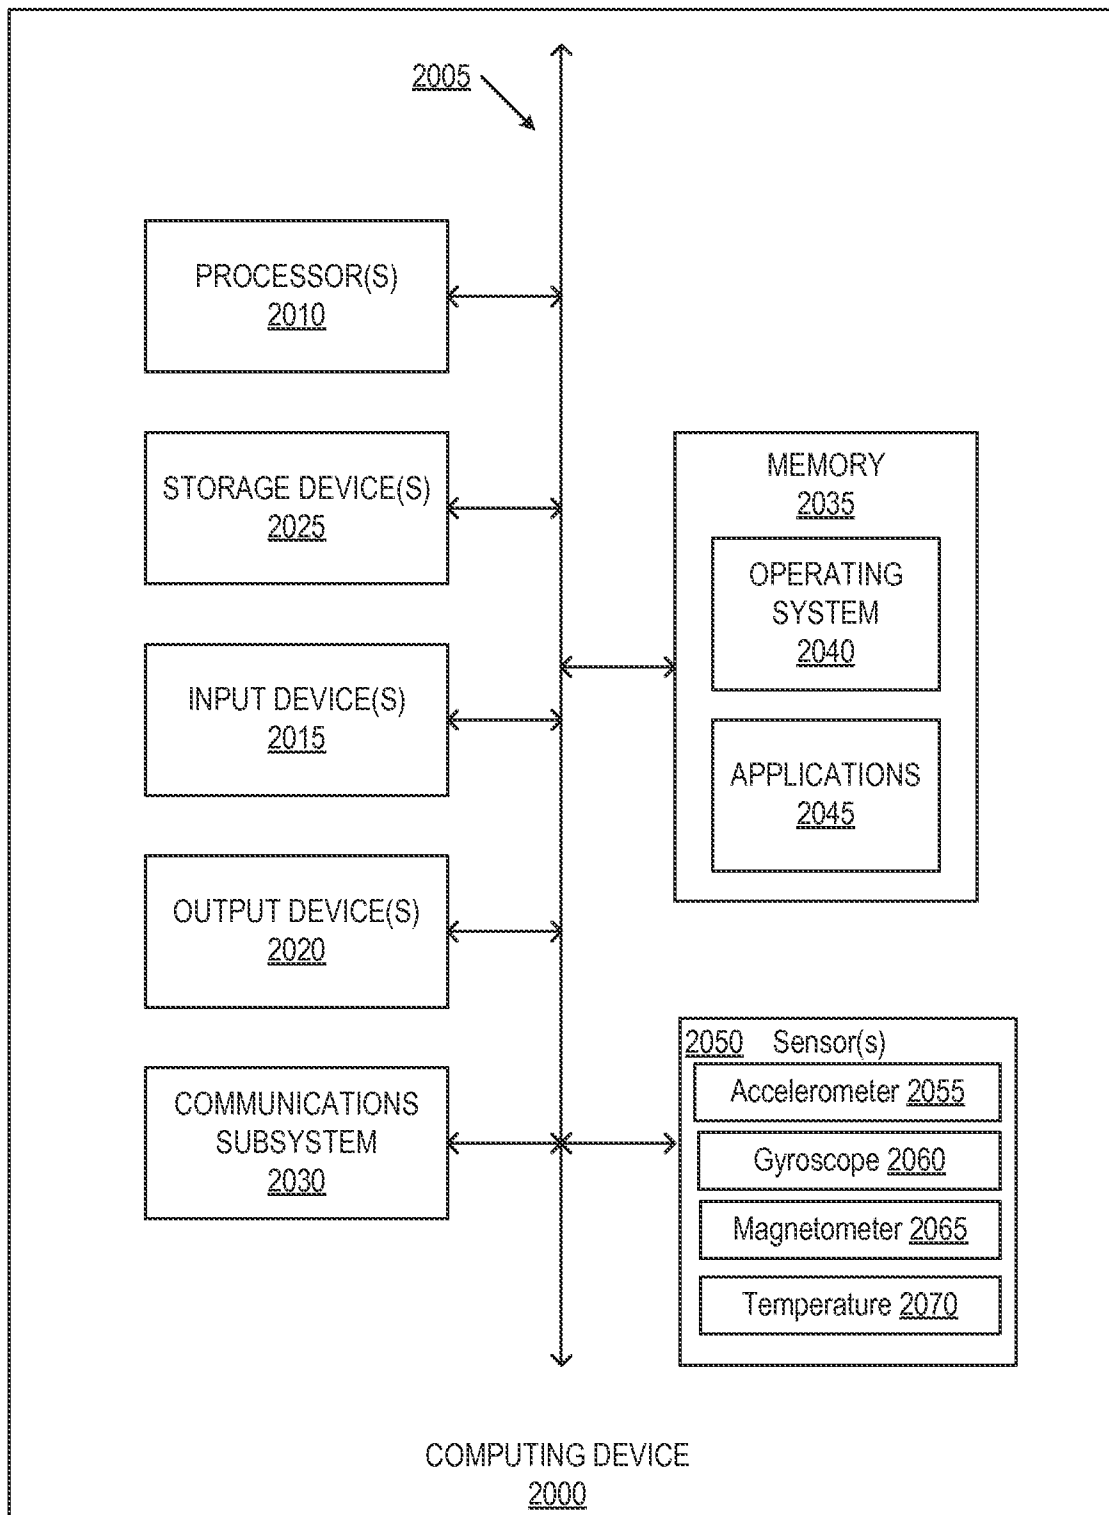 2005
PROCESSOR(S)
2010
STORAGE DEVICE(S)
2025
INPUT DEVICE(S)
2015
OUTPUT DEVICE(S)
2020
COMMUNICATIONS
SUBSYSTEM
2030
MEMORY
2035
OPERATING
SYSTEM
2040
APPLICATIONS
2045
2050 Sensor(s)
Accelerometer 2055
Gyroscope 2060
Magnetometer 2065
Temperature 2070
COMPUTING DEVICE
2000